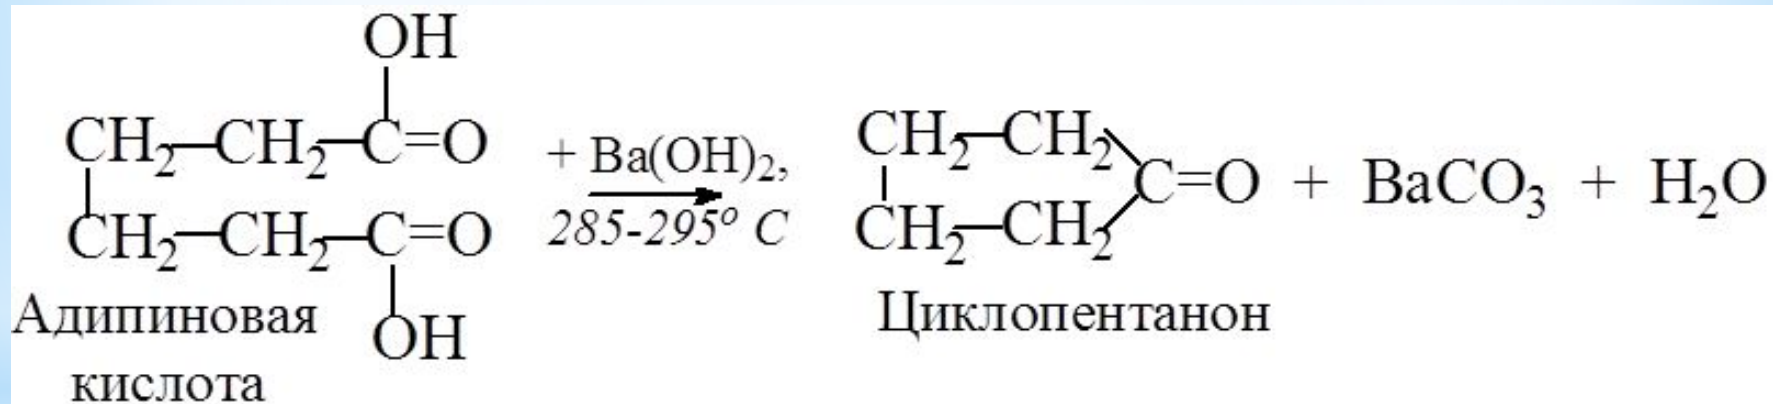 OH
CH₂–CH₂–C=O
CH₂–CH₂–C=O
OH
Адипиновая
кислота
+ Ba(OH)₂,
285-295º C
CH₂–CH₂
C=O + BaCO₃ + H₂O
CH₂–CH₂
Циклопентанон